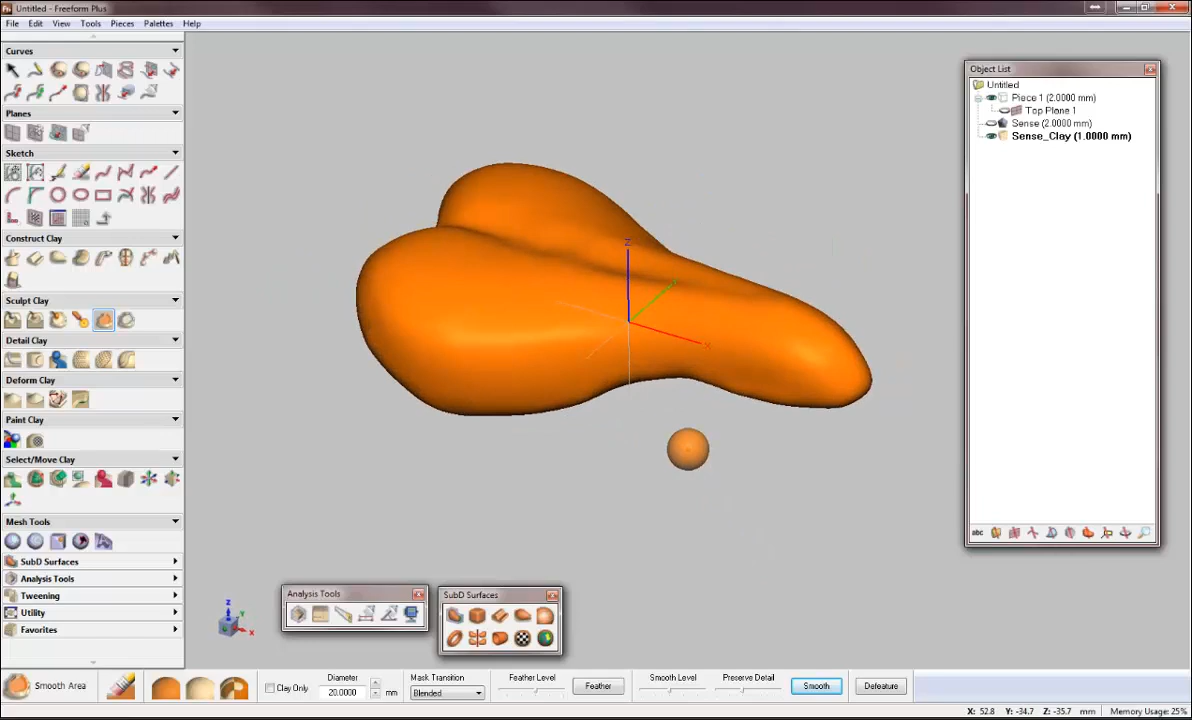 Untitled - Freeform Plus
File Edit View Tools Pieces Palettes Help
Curves
Planes
Sketch
Construct Clay
Sculpt Clay
Detail Clay
Deform Clay
Paint Clay
Select/Move Clay
Mesh Tools
SubD Surfaces
Analysis Tools
Tweening
Utility
Favorites
Z
X
Z
Y
X
Object List
Untitled
Piece 1 (2.0000 mm)
Top Plane 1
Sense (2.0000 mm)
Sense_Clay (1.0000 mm)
abc
Analysis Tools
SubD Surfaces
Smooth Area
Clay Only
Diameter
20.0000 mm
Mask Transition
Blended
Feather Level
Feather
Smooth Level
Preserve Detail
Smooth
Defeature
X: 52.8 Y: -34.7 Z: -35.7 mm Memory Usage: 25%